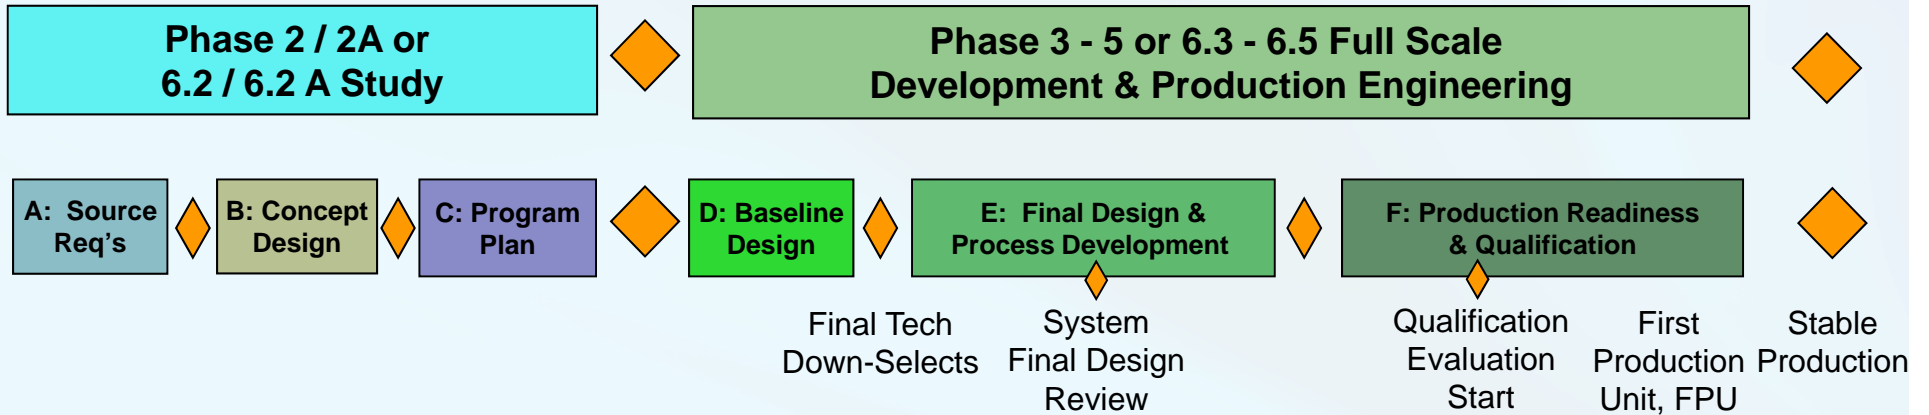 Phase 2 / 2A or
6.2 / 6.2 A Study
Phase 3 - 5 or 6.3 - 6.5 Full Scale
Development & Production Engineering
A:  Source
Req's
B: Concept
Design
C: Program
Plan
D: Baseline
Design
E:  Final Design &
Process Development
F: Production Readiness
& Qualification
Final Tech
Down-Selects
System
Final Design
Review
Qualification
Evaluation
Start
First
Production
Unit, FPU
Stable
Production